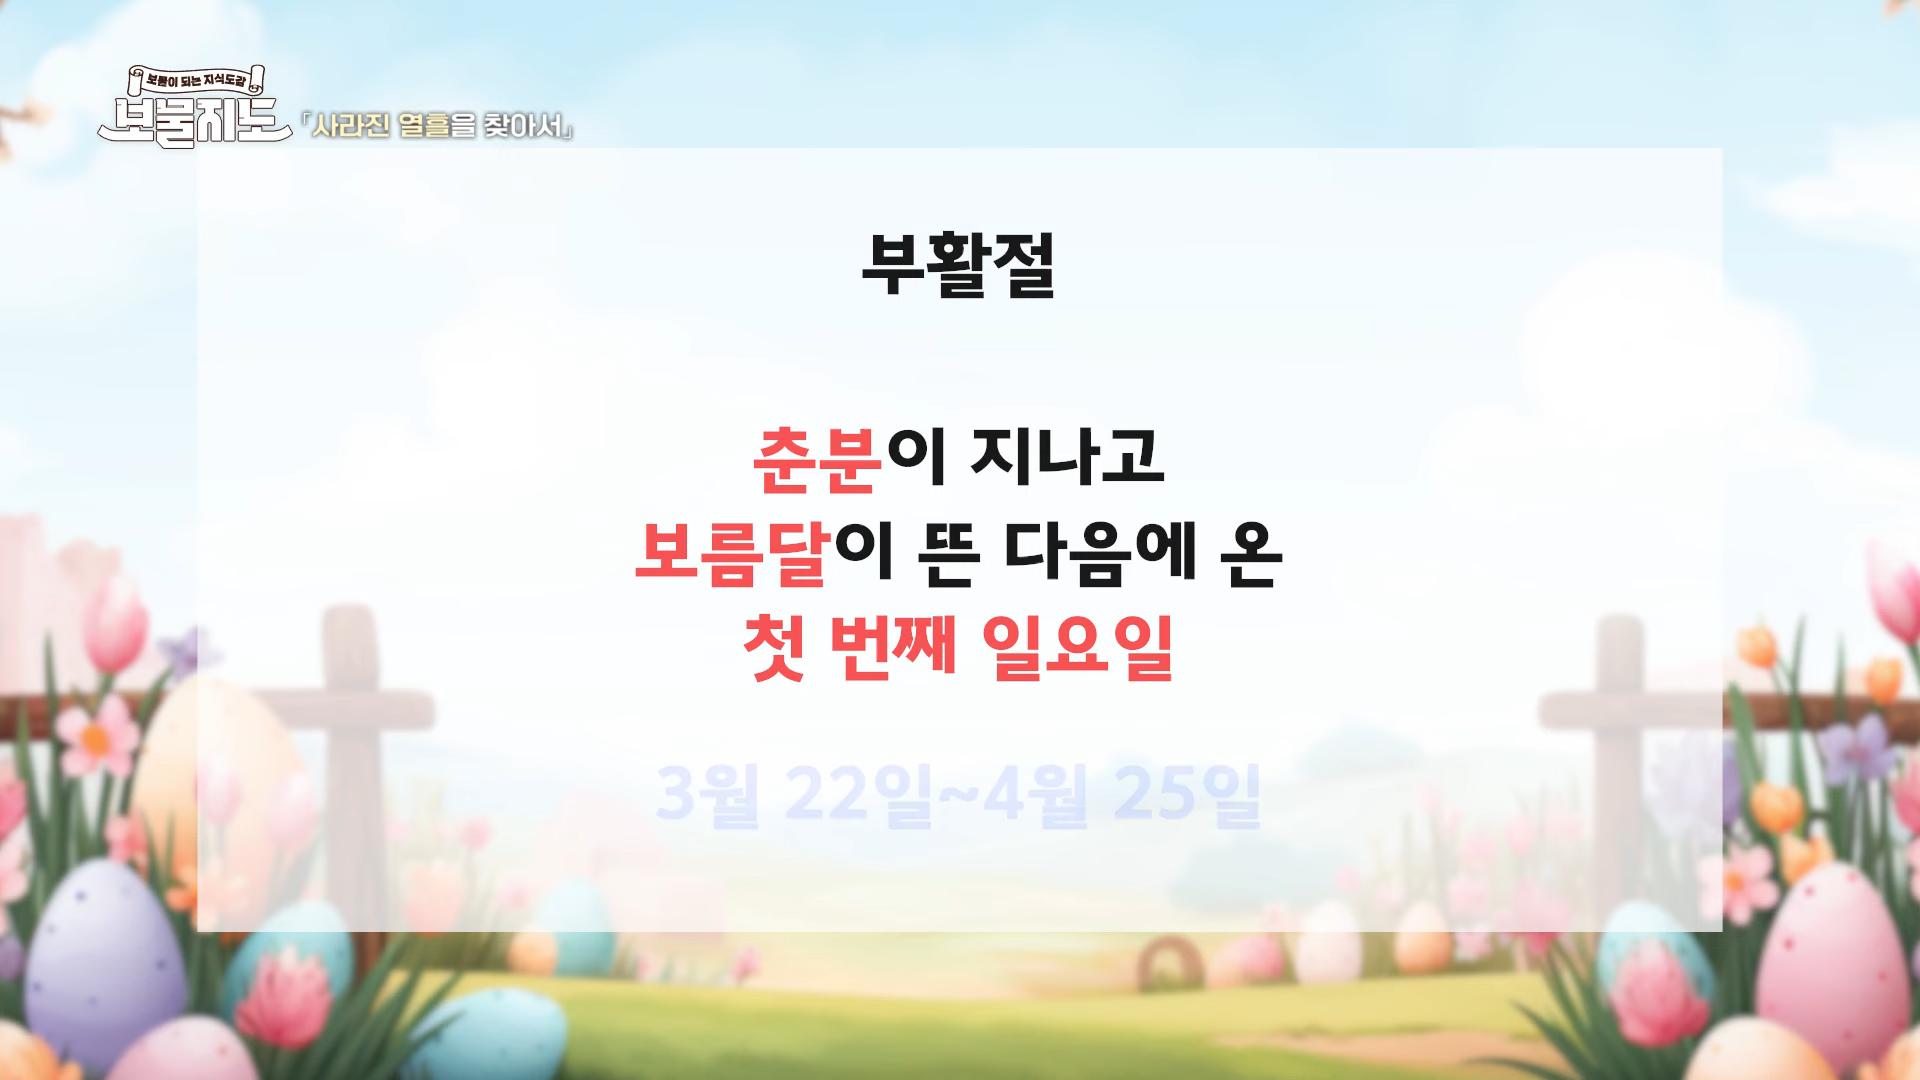 보물이 되는 지식도감
보물지도 「사라진 열흘을 찾아서」
부활절
춘분이 지나고
보름달이 뜬 다음에 온
첫 번째 일요일
3월 22일~4월 25일